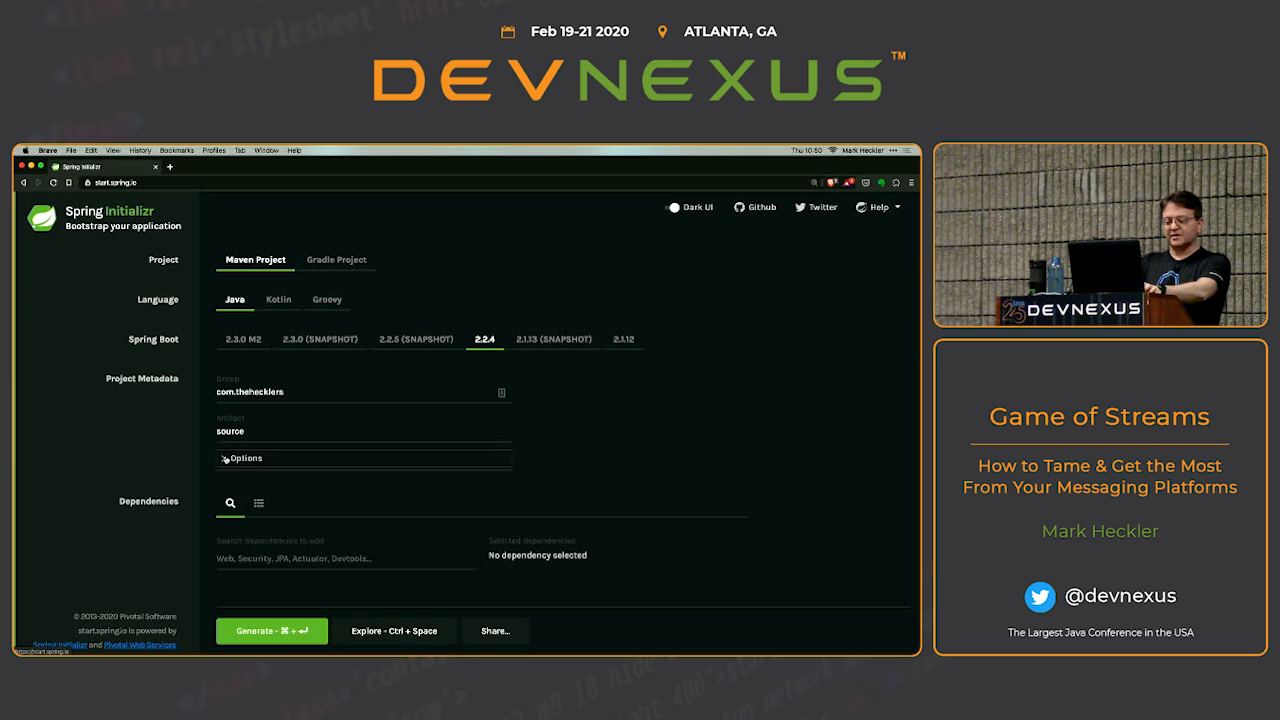 Feb 19-21 2020 ATLANTA, GA
DEVNEXUS™
Brave File Edit View History Bookmarks Profiles Tab Window Help Thu 10:50 Mark Heckler
Spring Initializr
start.spring.io
Spring Initializr
Bootstrap your application
Dark UI Github Twitter Help
Project Maven Project Gradle Project
Language Java Kotlin Groovy
Spring Boot 2.3.0 M2 2.3.0 (SNAPSHOT) 2.2.5 (SNAPSHOT) 2.2.4 2.1.13 (SNAPSHOT) 2.1.12
Project Metadata
Group
com.thehecklers
Artifact
source
Options
Dependencies
Search dependencies to add
Web, Security, JPA, Actuator, Devtools...
Selected dependencies
No dependency selected
© 2013-2020 Pivotal Software
start.spring.io is powered by
Spring Initializr and Pivotal Web Services
https://start.spring.io
Generate - ⌘ + ⏎ Explore - Ctrl + Space Share...
Java
25
DEVNEXUS
Game of Streams
How to Tame & Get the Most
From Your Messaging Platforms
Mark Heckler
@devnexus
The Largest Java Conference in the USA